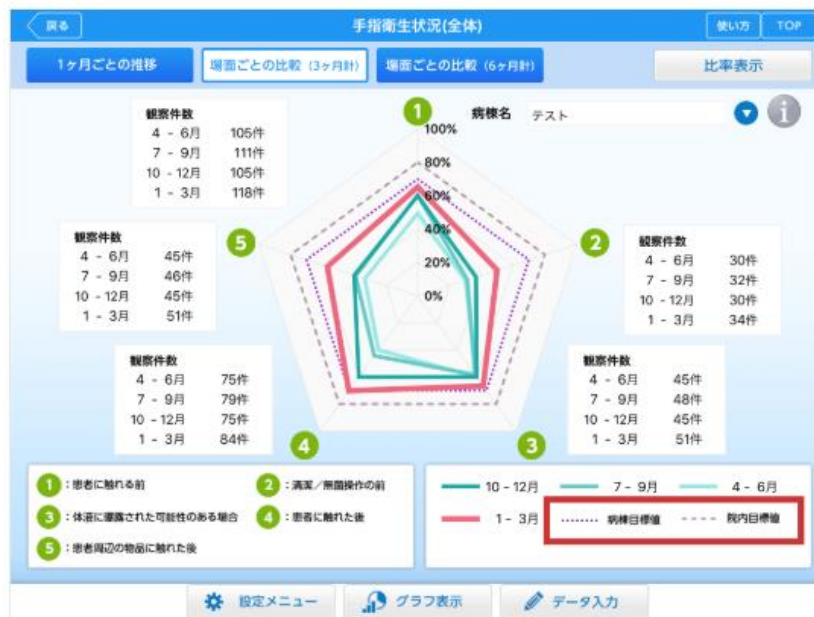 戻る
手指衛生状況(全体)
使い方
TOP
1ヶ月ごとの推移
場面ごとの比較(3ヶ月計)
場面ごとの比較(6ヶ月計)
比率表示
病棟名 テスト
i
1
100%
80%
60%
40%
20%
0%
観察件数
4 - 6月 105件
7 - 9月 111件
10 - 12月 105件
1 - 3月 118件
5
観察件数
4 - 6月 45件
7 - 9月 46件
10 - 12月 45件
1 - 3月 51件
2
観察件数
4 - 6月 30件
7 - 9月 32件
10 - 12月 30件
1 - 3月 34件
観察件数
4 - 6月 75件
7 - 9月 79件
10 - 12月 75件
1 - 3月 84件
4
観察件数
4 - 6月 45件
7 - 9月 48件
10 - 12月 45件
1 - 3月 51件
3
1:患者に触れる前
2:清潔/無菌操作の前
3:体液に曝露された可能性のある場合
4:患者に触れた後
5:患者周辺の物品に触れた後
10 - 12月
7 - 9月
4 - 6月
1 - 3月
病棟目標値
院内目標値
設定メニュー
グラフ表示
データ入力